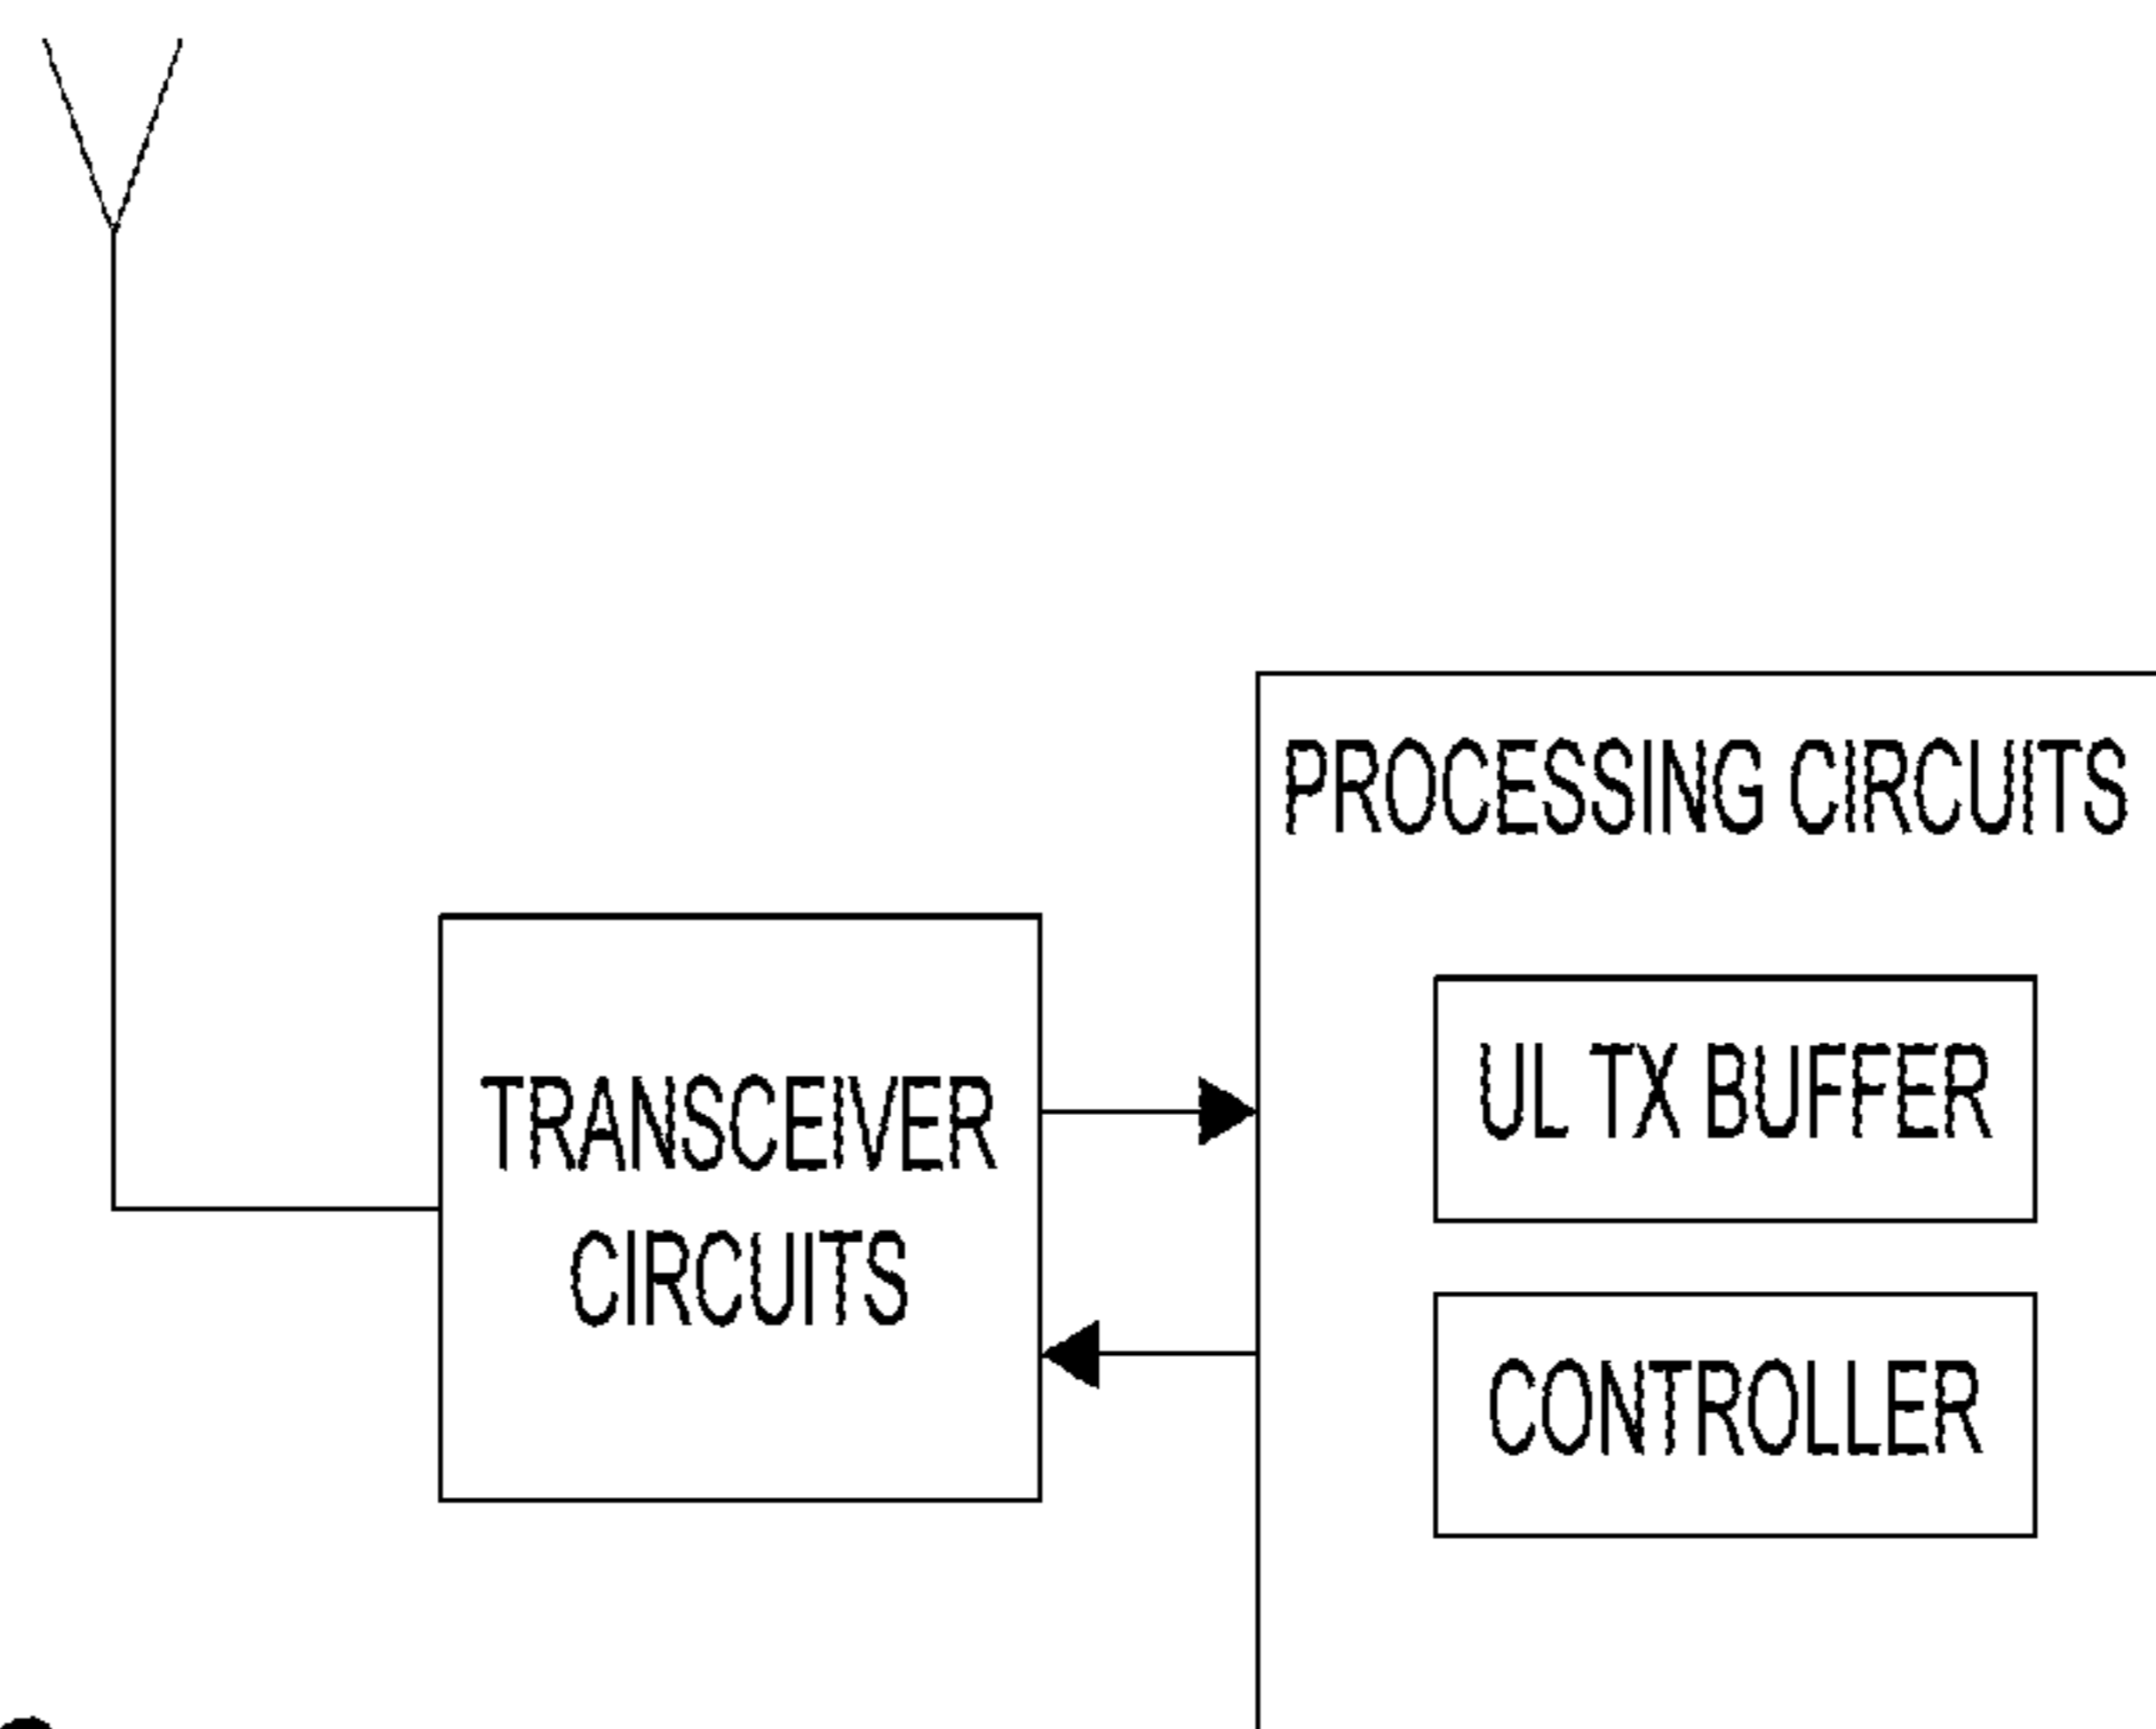 PROCESSING CIRCUITS
TRANSCEIVER
CIRCUITS
UL TX BUFFER
CONTROLLER